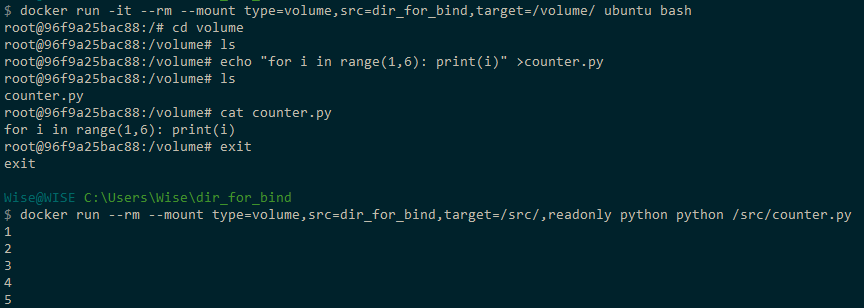 $ docker run -it --rm --mount type=volume,src=dir_for_bind,target=/volume/ ubuntu bash
root@96f9a25bac88:/# cd volume
root@96f9a25bac88:/volume# ls
root@96f9a25bac88:/volume# echo "for i in range(1,6): print(i)" >counter.py
root@96f9a25bac88:/volume# ls
counter.py
root@96f9a25bac88:/volume# cat counter.py
for i in range(1,6): print(i)
root@96f9a25bac88:/volume# exit
exit
Wise@WISE C:\Users\Wise\dir_for_bind
$ docker run --rm --mount type=volume,src=dir_for_bind,target=/src/,readonly python python /src/counter.py
1
2
3
4
5